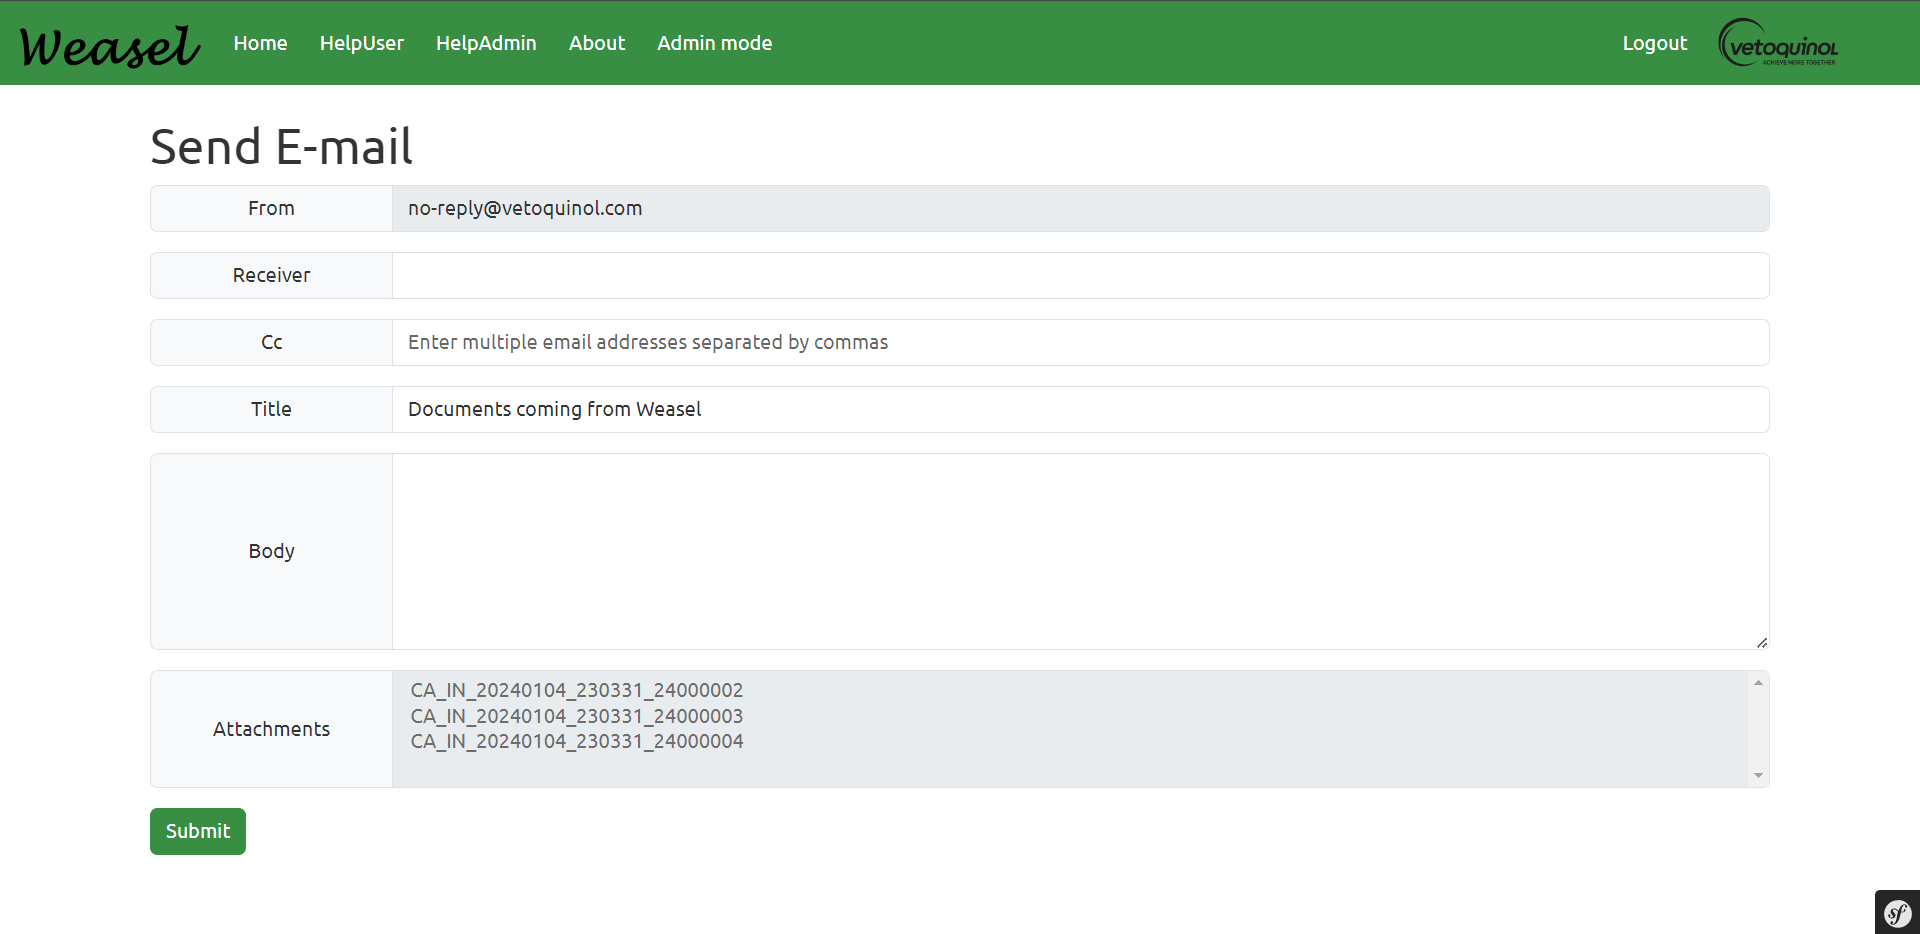 Weasel Home HelpUser HelpAdmin About Admin mode Logout vetoquinol
ACHIEVE MORE TOGETHER
Send E-mail
From no-reply@vetoquinol.com
Receiver
Cc Enter multiple email addresses separated by commas
Title Documents coming from Weasel
Body
Attachments
CA_IN_20240104_230331_24000002
CA_IN_20240104_230331_24000003
CA_IN_20240104_230331_24000004
Submit
sf